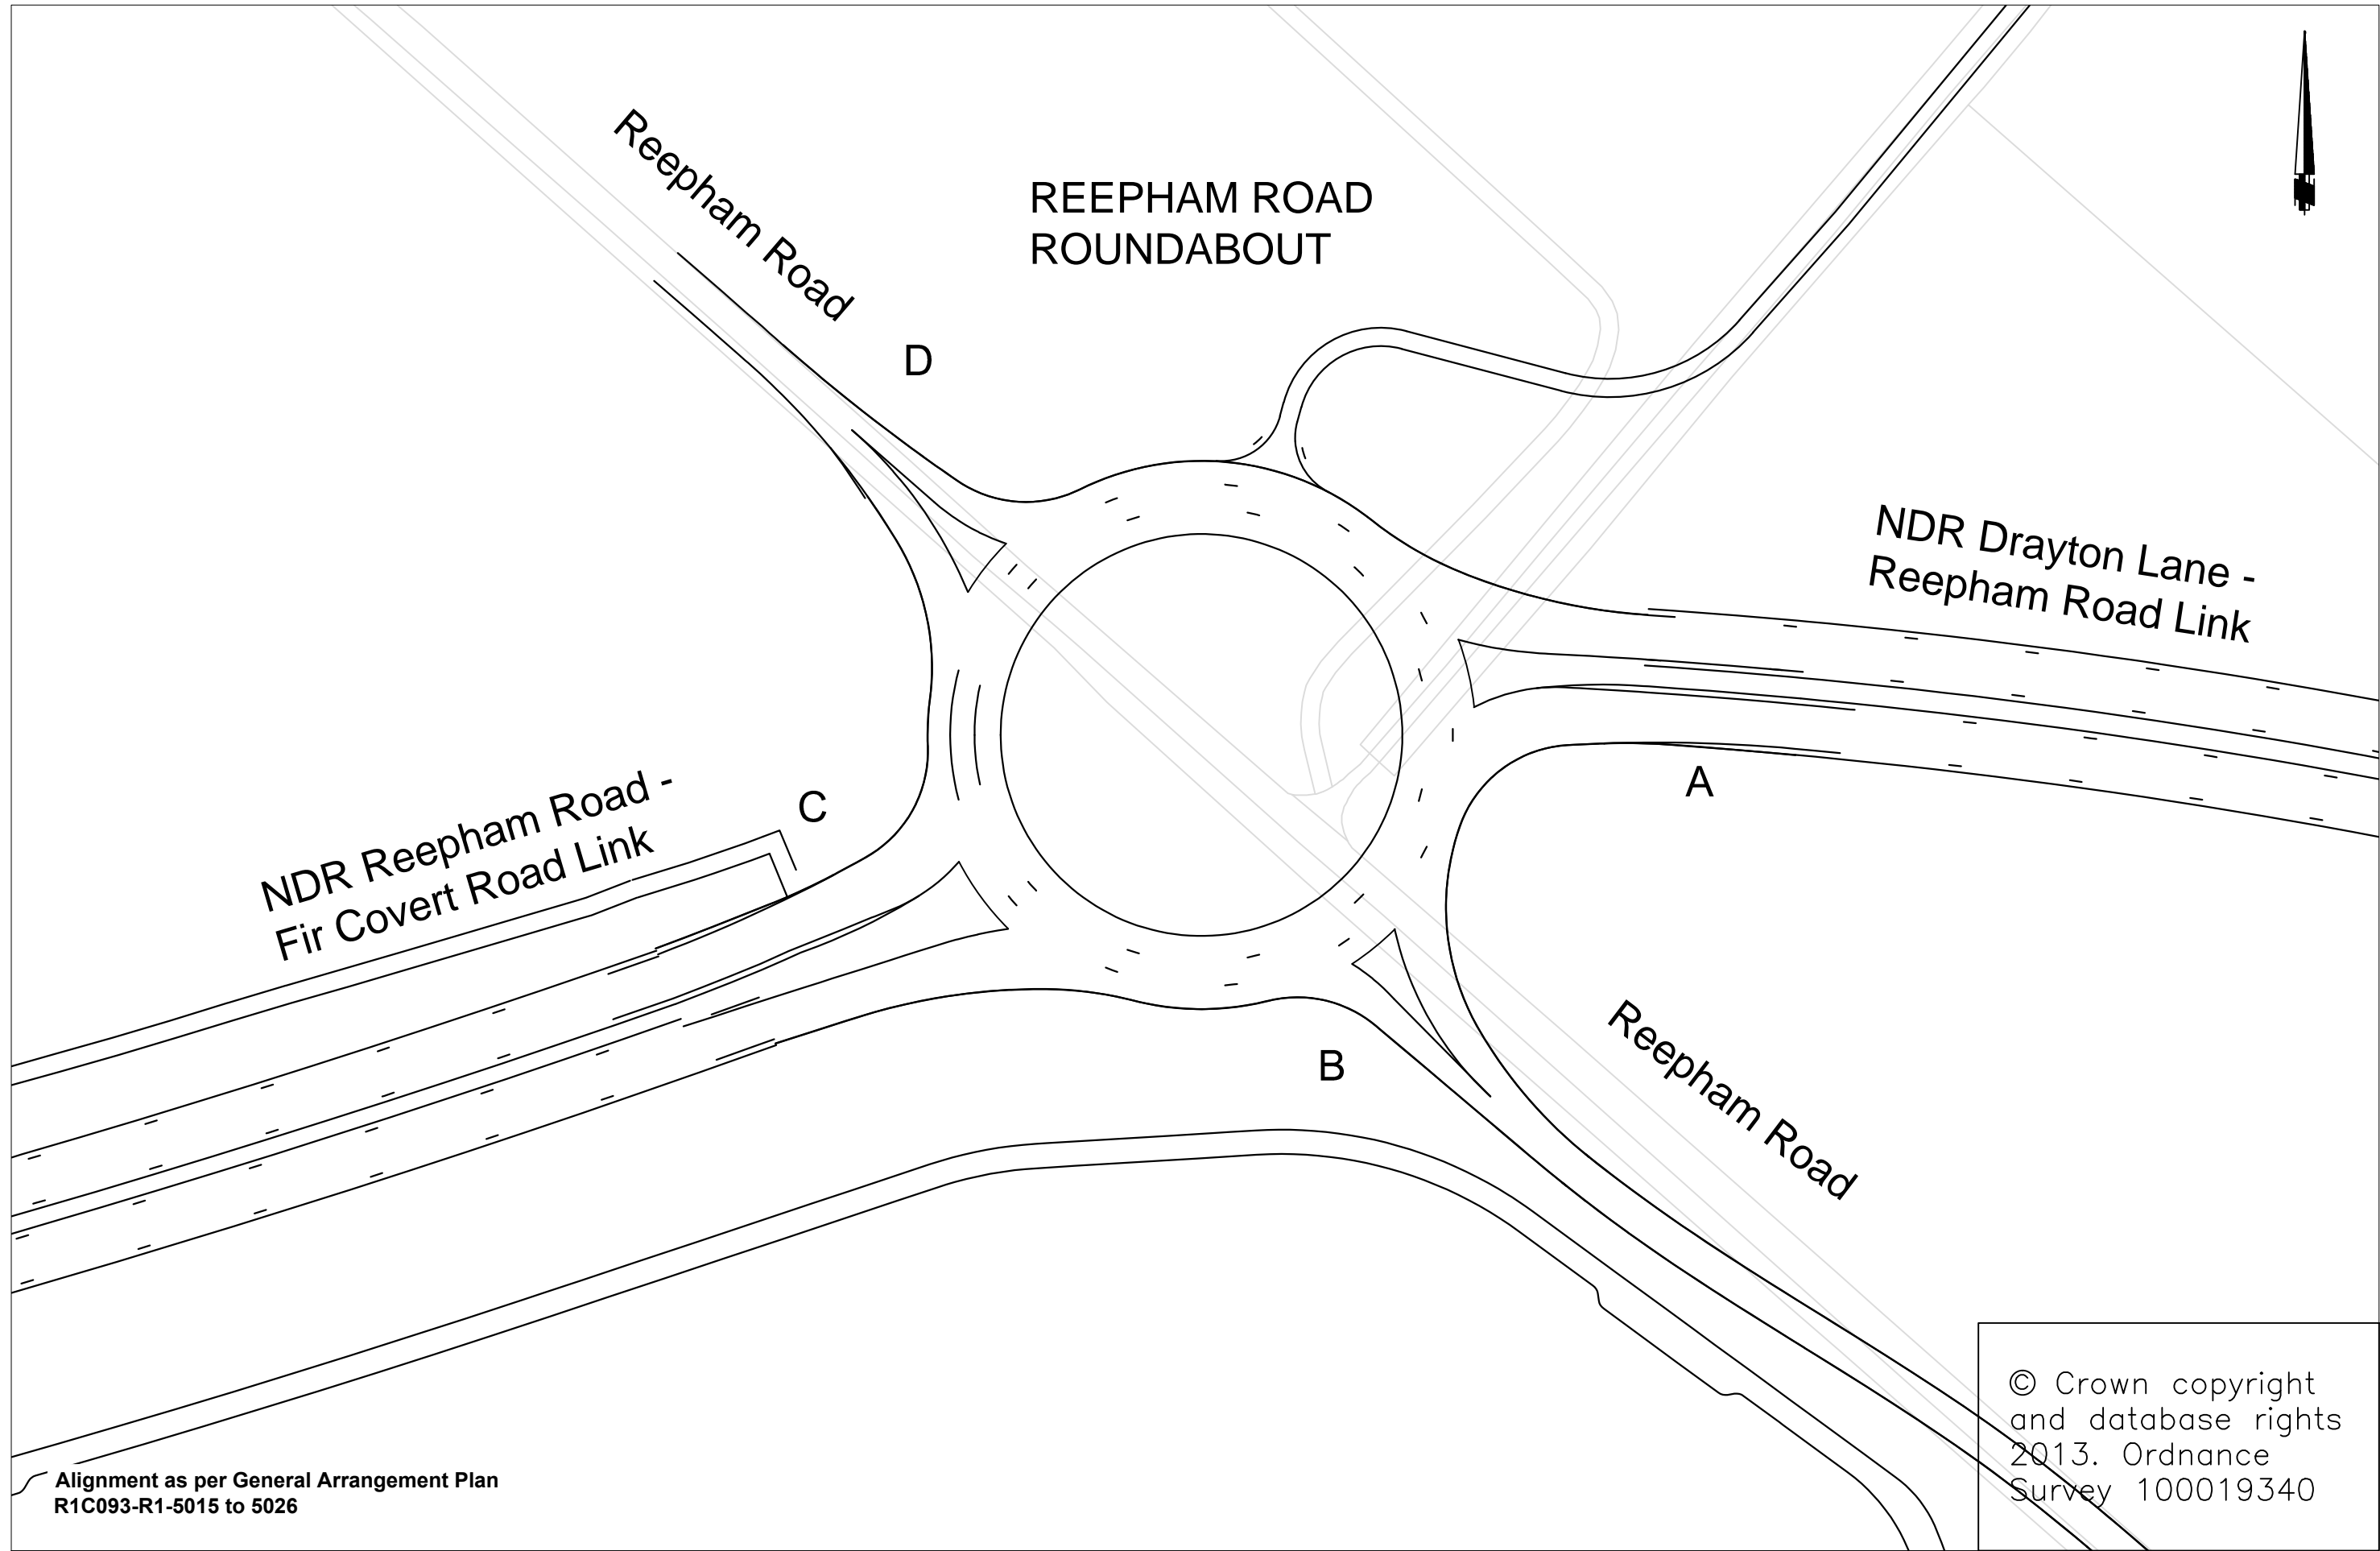 Reepham Road
REEPHAM ROAD
ROUNDABOUT
D
NDR Drayton Lane -
Reepham Road Link
A
NDR Reepham Road -
Fir Covert Road Link
C
B
Reepham Road
© Crown copyright
and database rights
2013. Ordnance
Survey 100019340
Alignment as per General Arrangement Plan
R1C093-R1-5015 to 5026